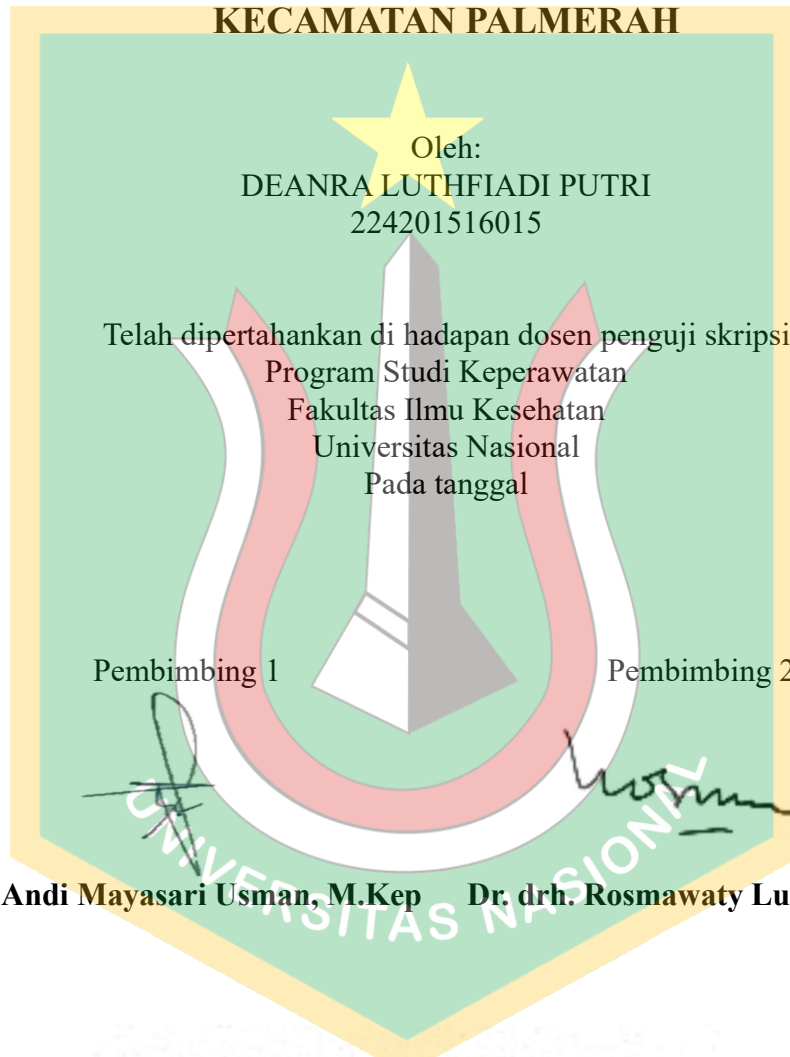 KECAMATAN PALMERAH
Oleh:
DEANRA LUTHFIADI PUTRI
224201516015
Telah dipertahankan di hadapan dosen penguji skripsi
Program Studi Keperawatan
Fakultas Ilmu Kesehatan
Universitas Nasional
Pada tanggal
Pembimbing 1 Pembimbing 2
Andi Mayasari Usman, M.Kep Dr. drh. Rosmawaty Lu
UNIVERSITAS NASIONAL